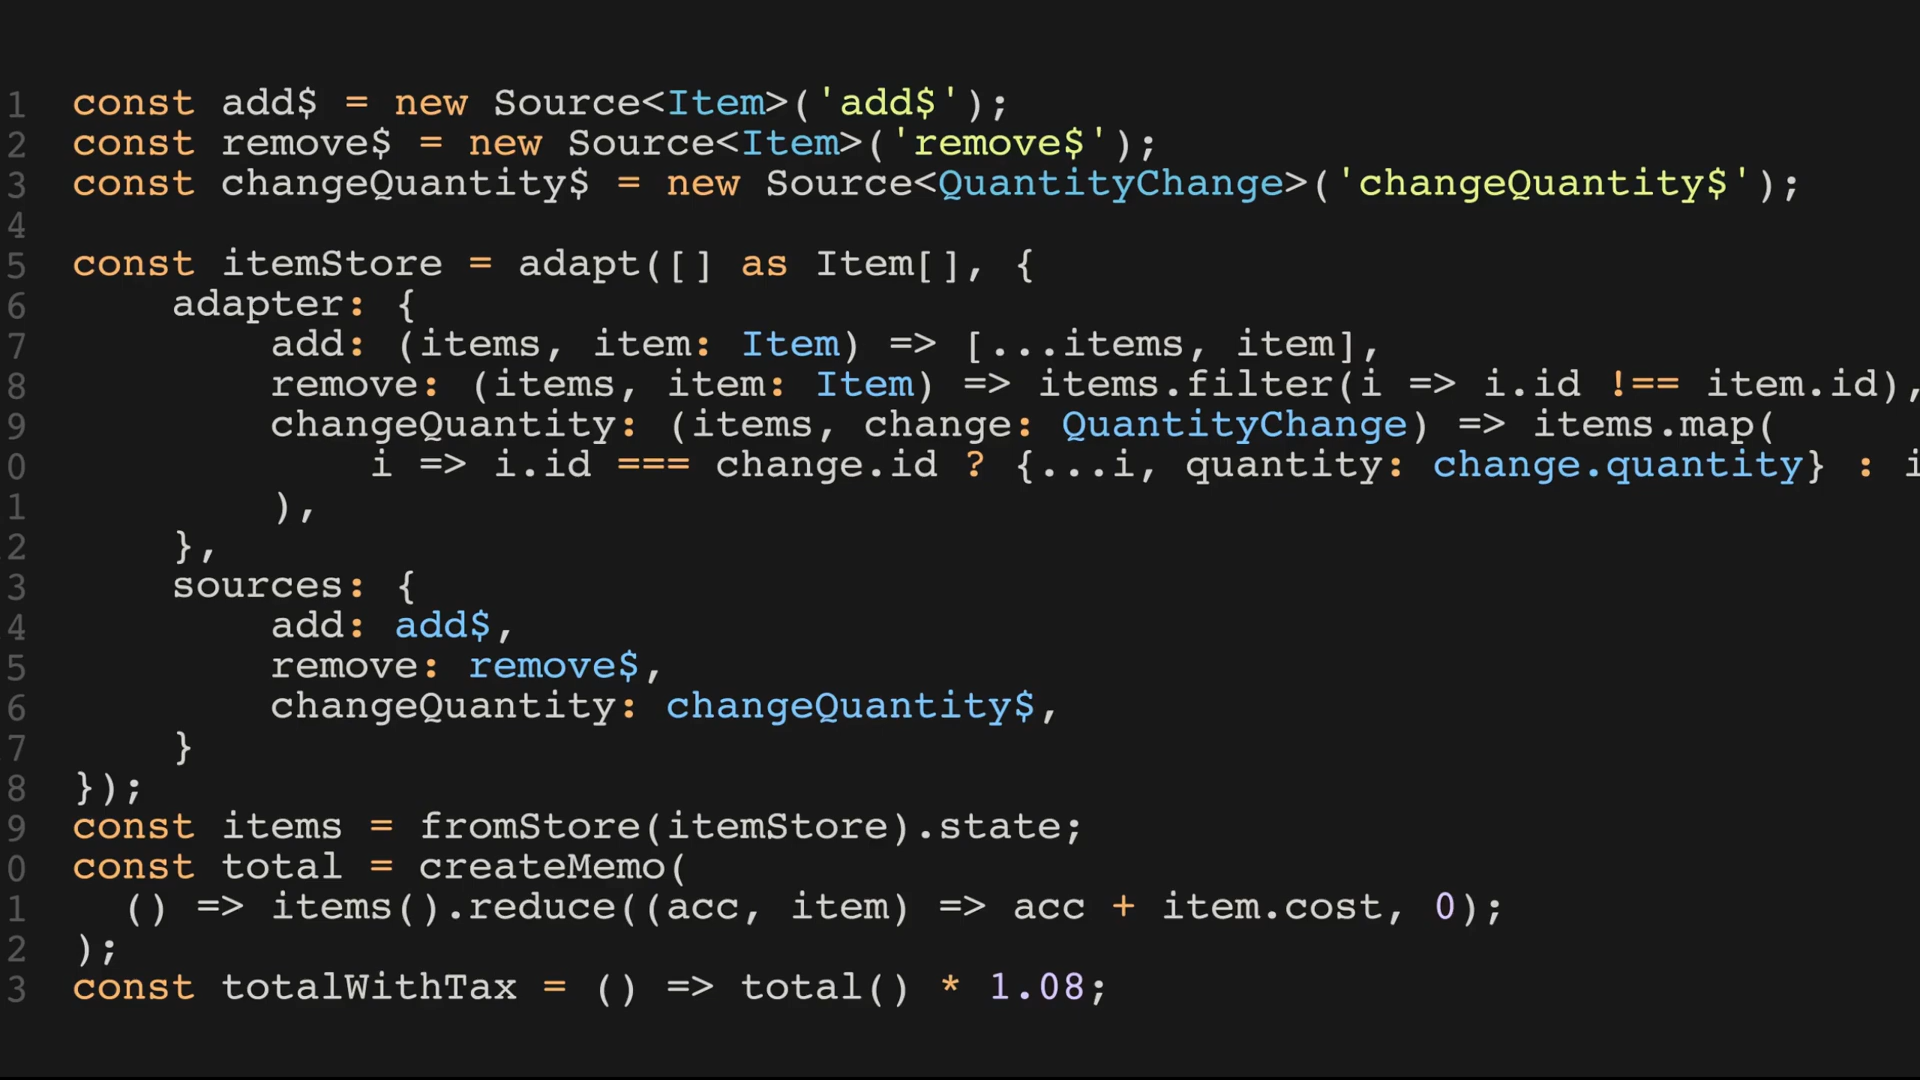 1 const add$ = new Source<Item>('add$');
2 const remove$ = new Source<Item>('remove$');
3 const changeQuantity$ = new Source<QuantityChange>('changeQuantity$');
4
5 const itemStore = adapt([] as Item[], {
6 adapter: {
7 add: (items, item: Item) => [...items, item],
8 remove: (items, item: Item) => items.filter(i => i.id !== item.id),
9 changeQuantity: (items, change: QuantityChange) => items.map(
0 i => i.id === change.id ? {...i, quantity: change.quantity} : i
1 ),
2 },
3 sources: {
4 add: add$,
5 remove: remove$,
6 changeQuantity: changeQuantity$,
7 }
8 });
9 const items = fromStore(itemStore).state;
0 const total = createMemo(
1 () => items().reduce((acc, item) => acc + item.cost, 0);
2 );
3 const totalWithTax = () => total() * 1.08;